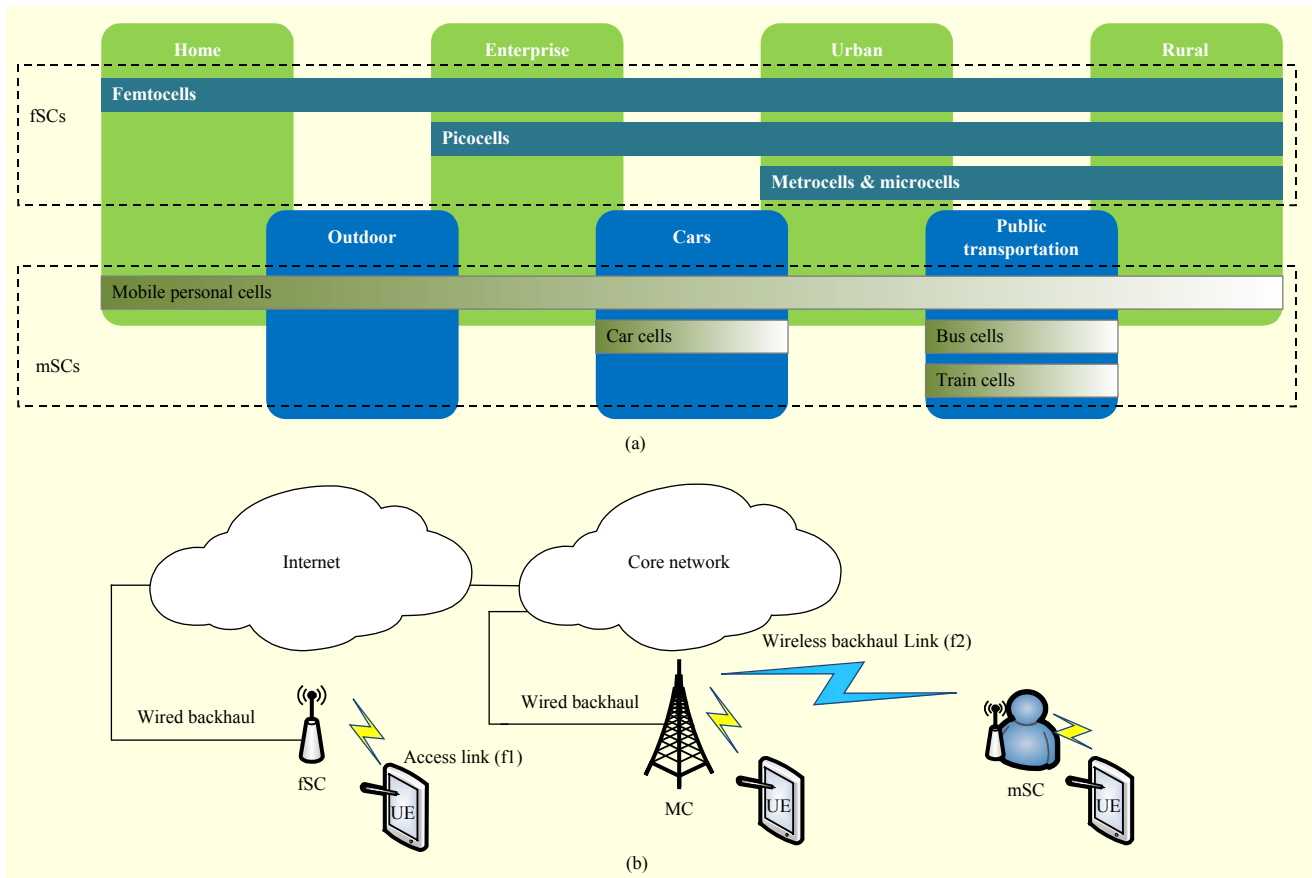 Home
Enterprise
Urban
Rural
fSCs
Femtocells
Picocells
Metrocells & microcells
Outdoor
Cars
Public
transportation
mSCs
Mobile personal cells
Car cells
Bus cells
Train cells
(a)
Internet
Core network
Wireless backhaul Link (f2)
Wired backhaul
Wired backhaul
Access link (f1)
fSC
UE
MC
UE
mSC
UE
(b)